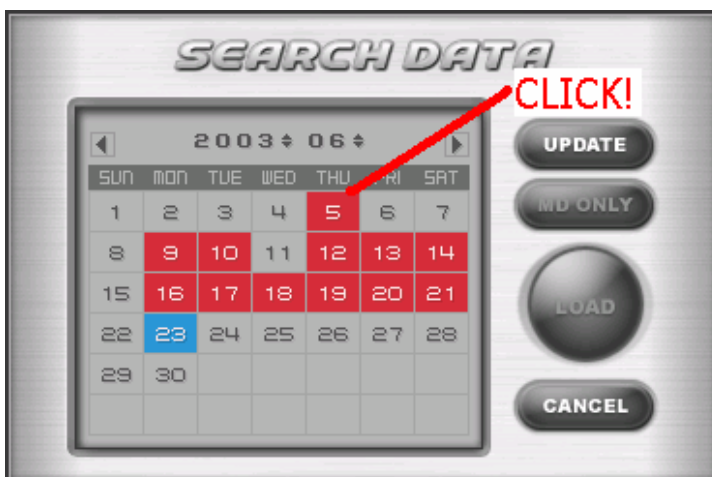 SEARCH DATA
CLICK!
2003 06
UPDATE
SUN MON TUE WED THU FRI SAT
MD ONLY
1 2 3 4 5 6 7
8 9 10 11 12 13 14
15 16 17 18 19 20 21
LOAD
22 23 24 25 26 27 28
29 30
CANCEL